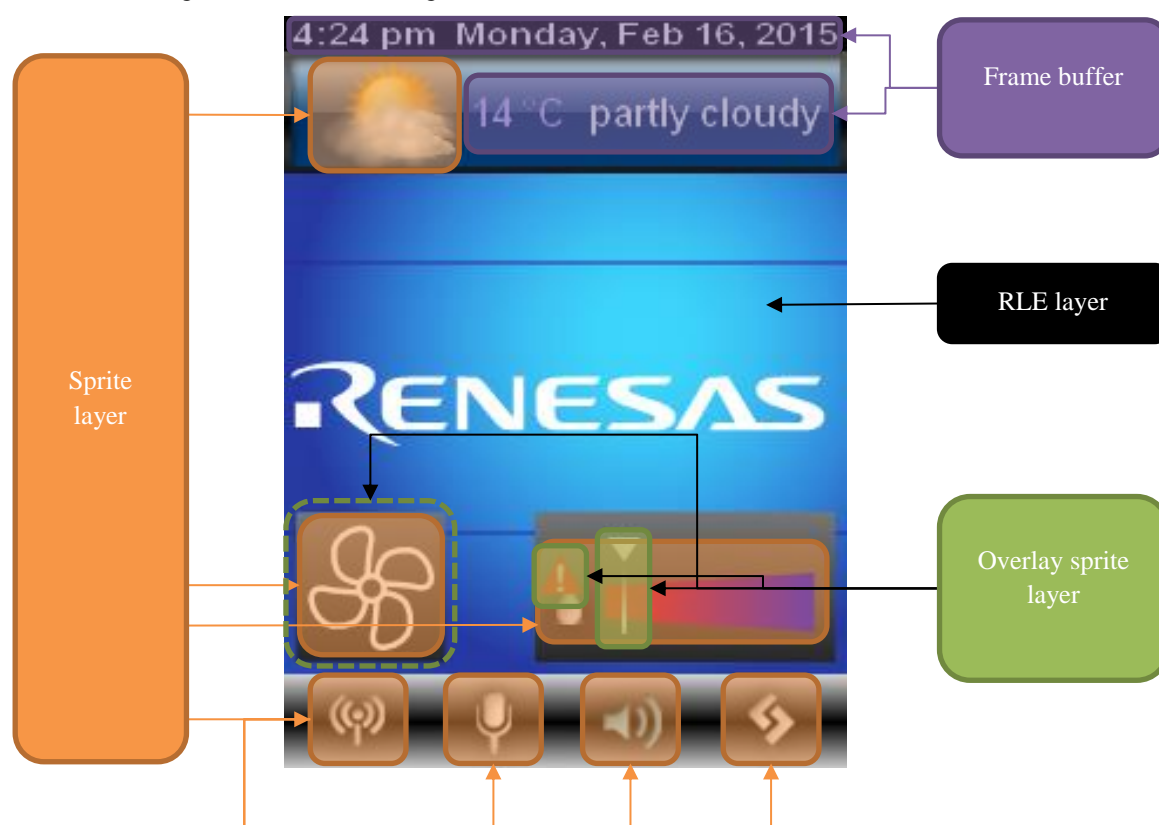 4:24 pm Monday, Feb 16, 2015
Frame buffer
14 °C partly cloudy
RLE layer
Sprite
layer
RENESAS
Overlay sprite
layer